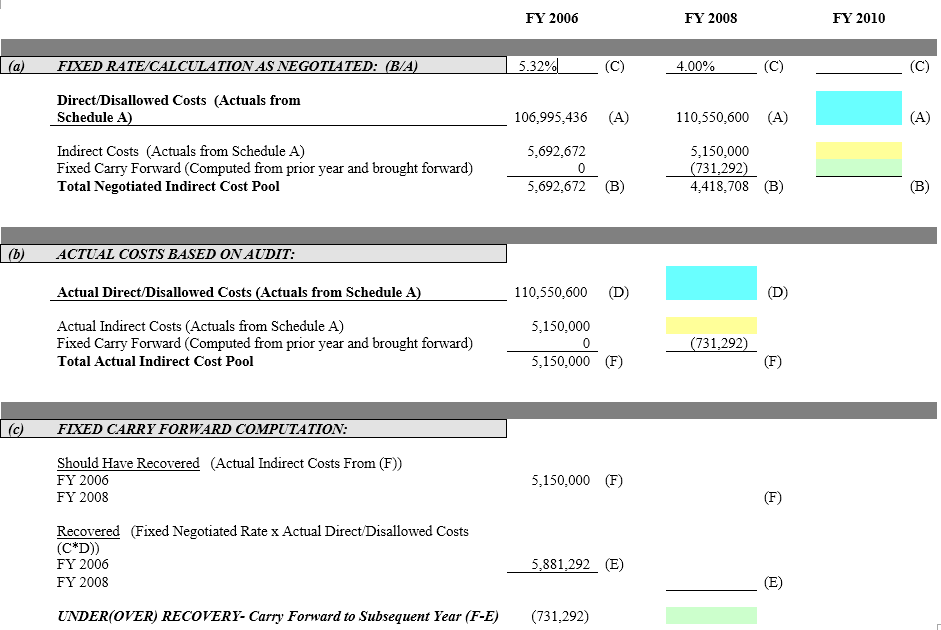 FY 2006 FY 2008 FY 2010
(a) FIXED RATE/CALCULATION AS NEGOTIATED: (B/A) 5.32% (C) 4.00% (C) (C)
Direct/Disallowed Costs (Actuals from
Schedule A) 106,995,436 (A) 110,550,600 (A) (A)
Indirect Costs (Actuals from Schedule A) 5,692,672 5,150,000
Fixed Carry Forward (Computed from prior year and brought forward) 0 (731,292)
Total Negotiated Indirect Cost Pool 5,692,672 (B) 4,418,708 (B) (B)
(b) ACTUAL COSTS BASED ON AUDIT:
Actual Direct/Disallowed Costs (Actuals from Schedule A) 110,550,600 (D) (D)
Actual Indirect Costs (Actuals from Schedule A) 5,150,000
Fixed Carry Forward (Computed from prior year and brought forward) 0 (731,292)
Total Actual Indirect Cost Pool 5,150,000 (F) (F)
(c) FIXED CARRY FORWARD COMPUTATION:
Should Have Recovered (Actual Indirect Costs From (F))
FY 2006 5,150,000 (F)
FY 2008 (F)
Recovered (Fixed Negotiated Rate x Actual Direct/Disallowed Costs
(C*D))
FY 2006 5,881,292 (E)
FY 2008 (E)
UNDER(OVER) RECOVERY- Carry Forward to Subsequent Year (F-E) (731,292)